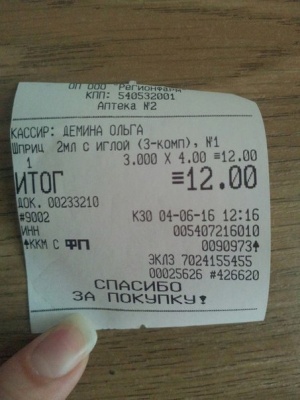 ОП ООО "Регионфарм
КПП: 540532001
Аптека №2
КАССИР: ДЕМИНА ОЛЬГА
Шприц 2мл с иглой (3-комп), №1
1 3.000 X 4.00 ≡12.00
ИТОГ ≡12.00
ДОК. 00233210
#9002 К30 04-06-16 12:16
ИНН 005407216010
ККМ С ФП 0090973
ЭКЛЗ 7024155455
00025626 #426620
СПАСИБО
ЗА ПОКУПКУ!